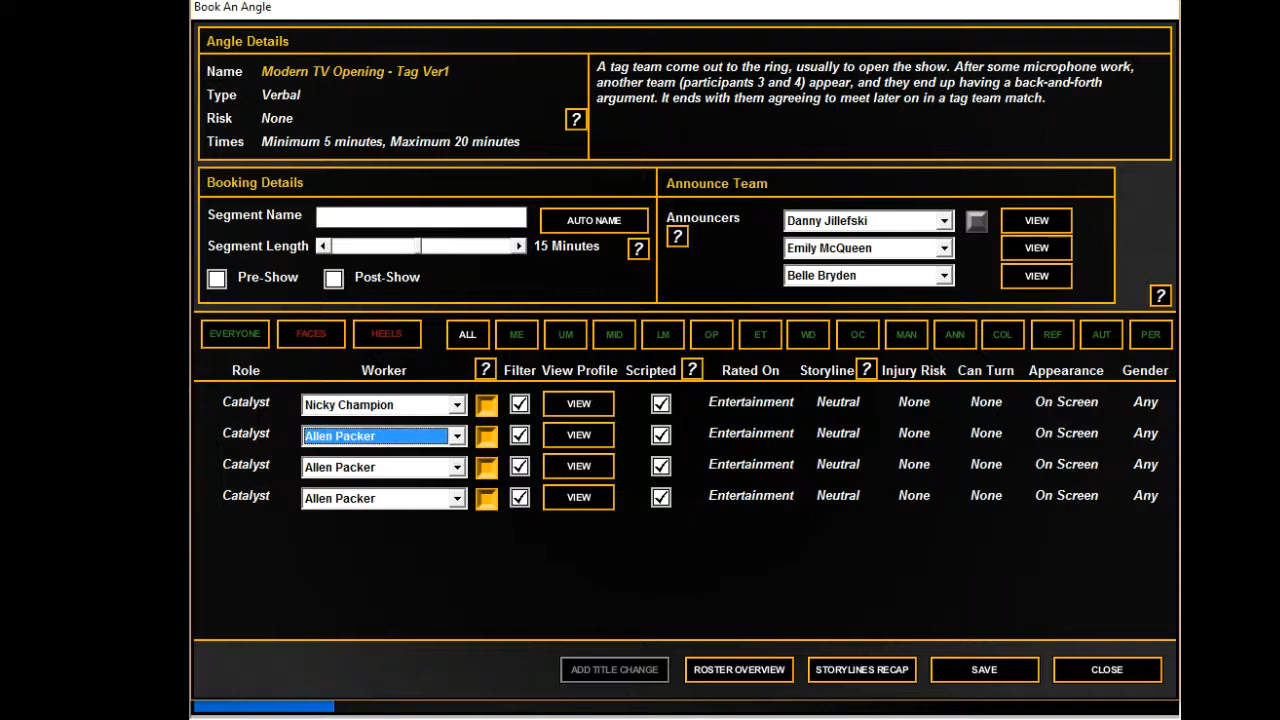 Book An Angle
Angle Details
Name Modern TV Opening - Tag Ver1
Type Verbal
Risk None
Times Minimum 5 minutes, Maximum 20 minutes
?
A tag team come out to the ring, usually to open the show. After some microphone work,
another team (participants 3 and 4) appear, and they end up having a back-and-forth
argument. It ends with them agreeing to meet later on in a tag team match.
Booking Details
Segment Name AUTO NAME
Segment Length 15 Minutes ?
Pre-Show Post-Show
Announce Team
Announcers Danny Jillefski VIEW
? Emily McQueen VIEW
Belle Bryden VIEW
?
EVERYONE FACES HEELS ALL ME UM MID LM OP ET WD OC MAN ANN COL REF AUT PER
Role Worker ? Filter View Profile Scripted ? Rated On Storyline ? Injury Risk Can Turn Appearance Gender
Catalyst Nicky Champion VIEW Entertainment Neutral None None On Screen Any
Catalyst Allen Packer VIEW Entertainment Neutral None None On Screen Any
Catalyst Allen Packer VIEW Entertainment Neutral None None On Screen Any
Catalyst Allen Packer VIEW Entertainment Neutral None None On Screen Any
ADD TITLE CHANGE ROSTER OVERVIEW STORYLINES RECAP SAVE CLOSE